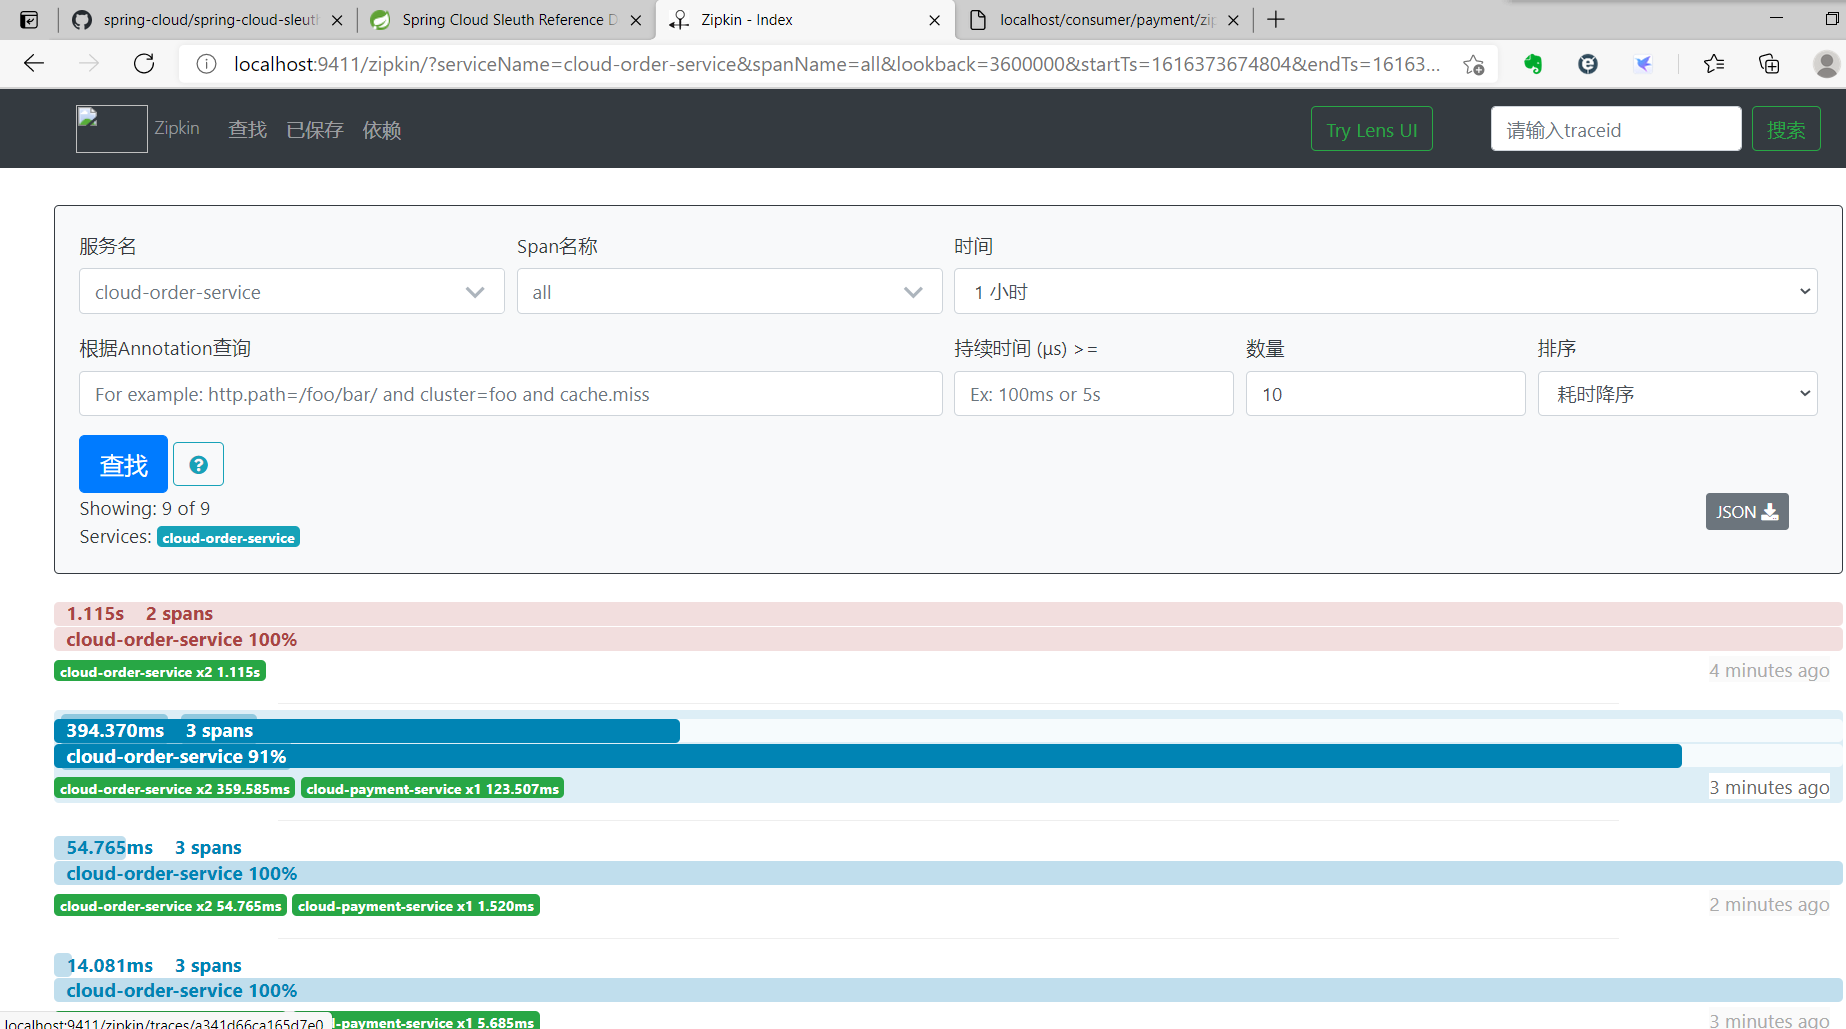 spring-cloud/spring-cloud-sleut
Spring Cloud Sleuth Reference D
Zipkin - Index
localhost/consumer/payment/zip
localhost:9411/zipkin/?serviceName=cloud-order-service&spanName=all&lookback=3600000&startTs=1616373674804&endTs=16163...
Zipkin 查找 已保存 依赖 Try Lens UI 请输入traceid 搜索
服务名 Span名称 时间
cloud-order-service all 1 小时
根据Annotation查询 持续时间 (μs) >= 数量 排序
For example: http.path=/foo/bar/ and cluster=foo and cache.miss Ex: 100ms or 5s 10 耗时降序
查找
Showing: 9 of 9
Services: cloud-order-service
JSON
1.115s 2 spans
cloud-order-service 100%
cloud-order-service x2 1.115s 4 minutes ago
394.370ms 3 spans
cloud-order-service 91%
cloud-order-service x2 359.585ms cloud-payment-service x1 123.507ms 3 minutes ago
54.765ms 3 spans
cloud-order-service 100%
cloud-order-service x2 54.765ms cloud-payment-service x1 1.520ms 2 minutes ago
14.081ms 3 spans
cloud-order-service 100%
localhost:9411/zipkin/traces/a341d66ca165d7e0 -payment-service x1 5.685ms 3 minutes ago